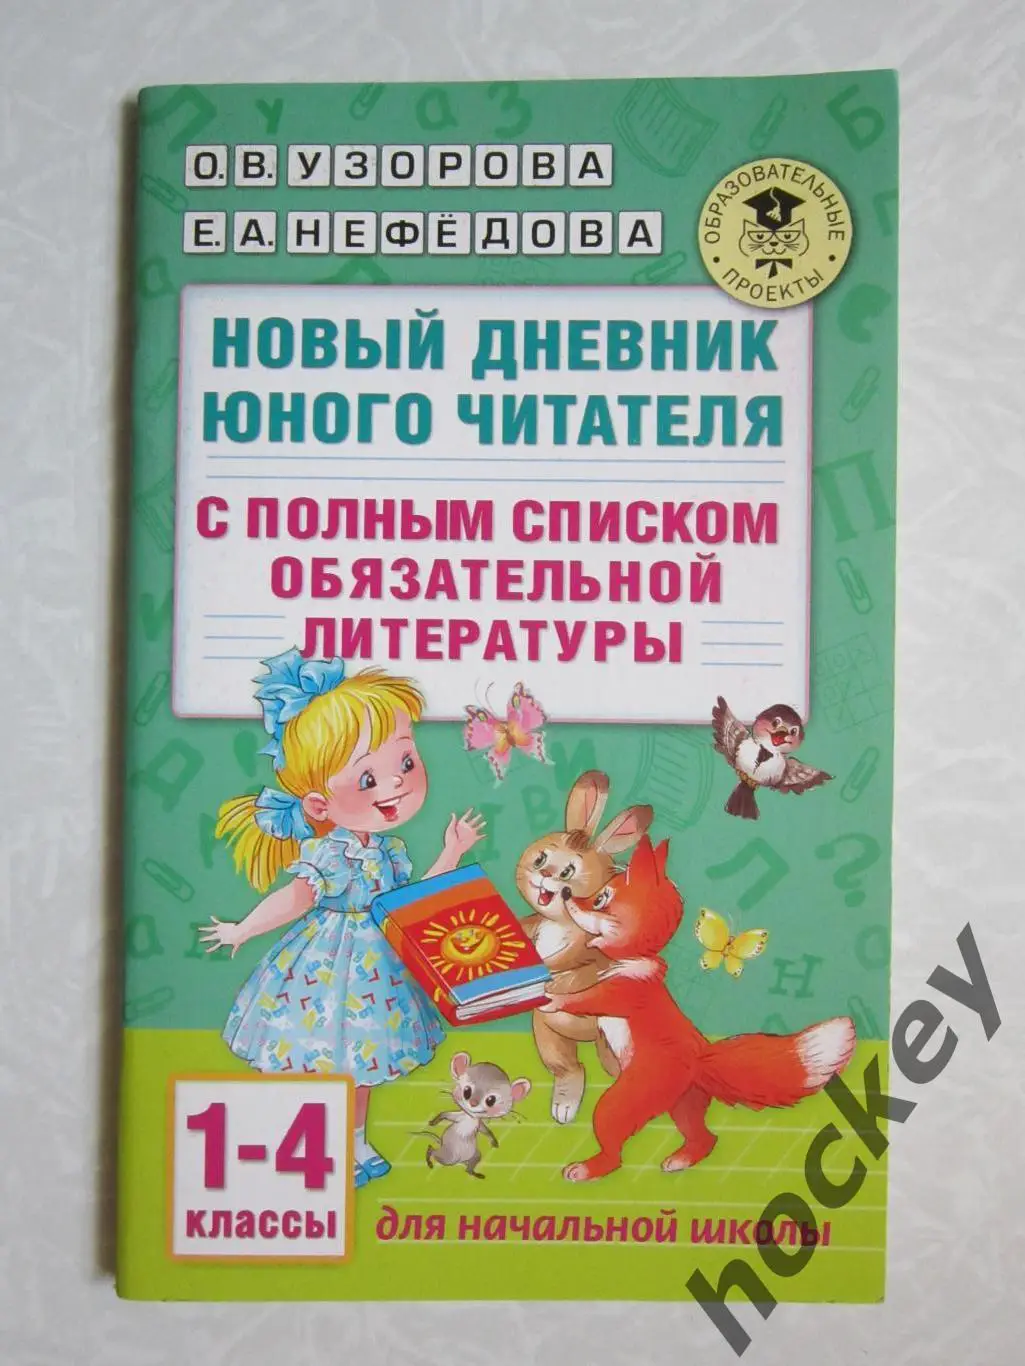 О.В. УЗОРОВА
Е.А. НЕФЁДОВА
ОБРАЗОВАТЕЛЬНЫЕ
• ПРОЕКТЫ •
НОВЫЙ ДНЕВНИК
ЮНОГО ЧИТАТЕЛЯ
С ПОЛНЫМ СПИСКОМ
ОБЯЗАТЕЛЬНОЙ
ЛИТЕРАТУРЫ
1-4
КЛАССЫ
для начальной школы
hockey